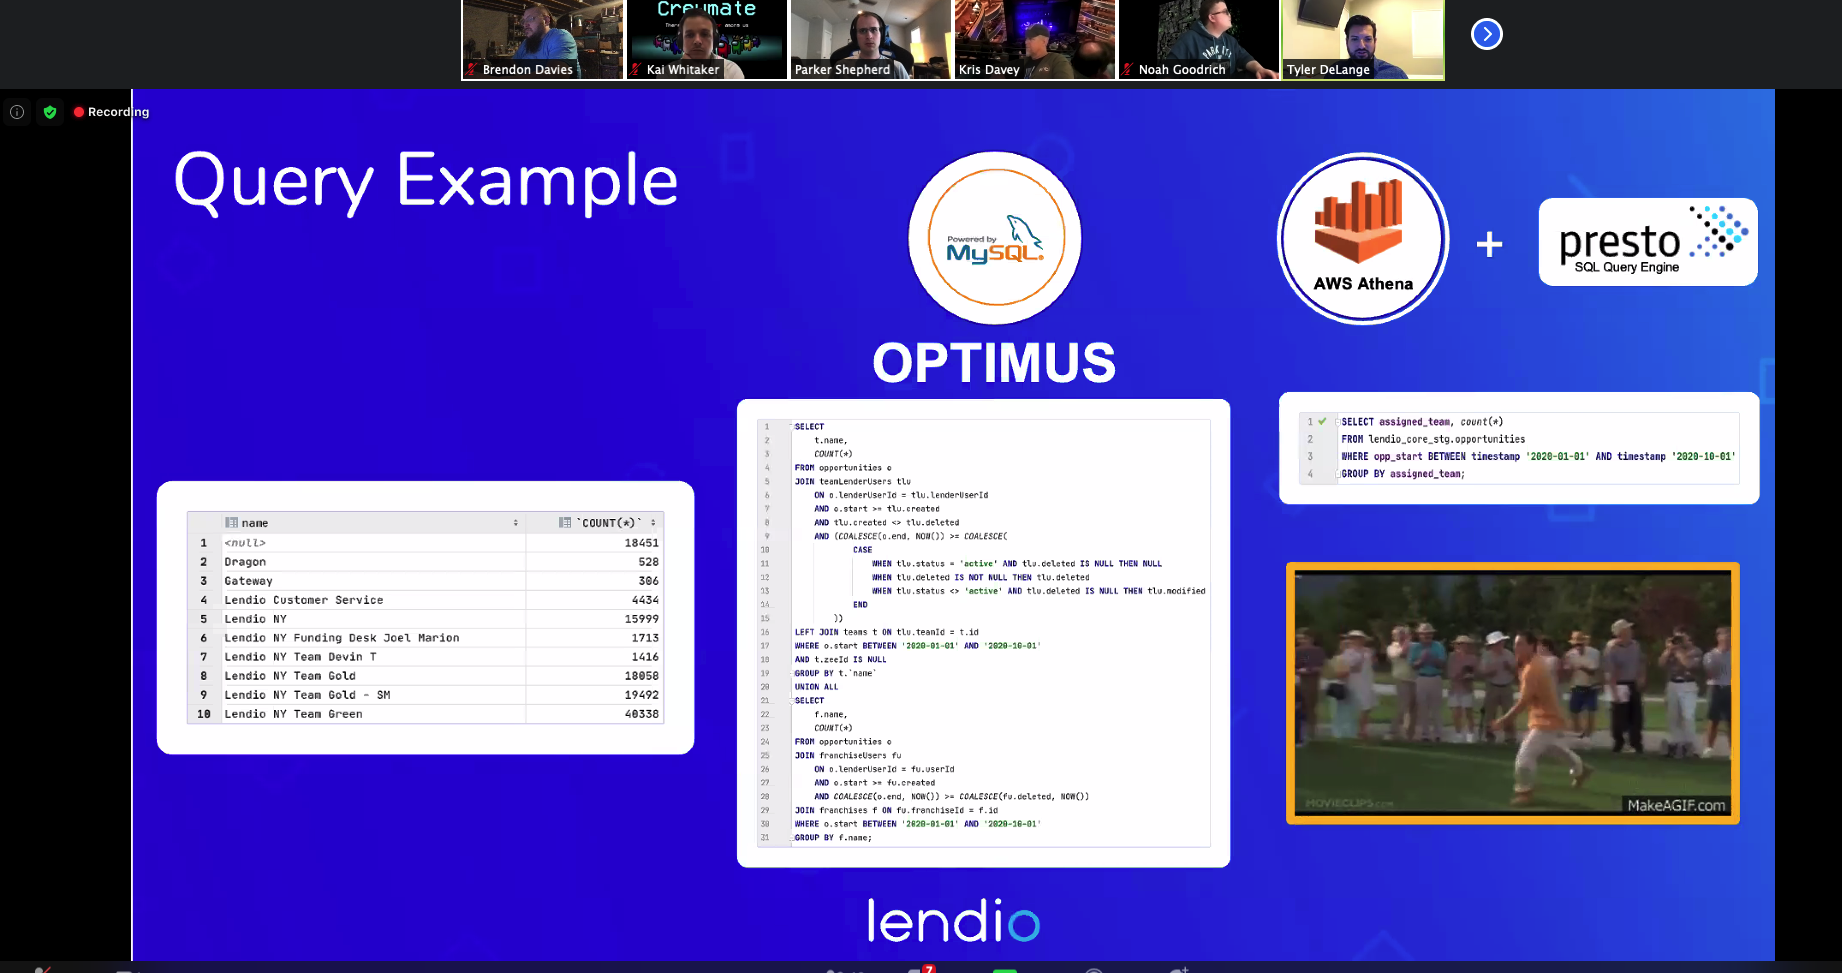 Creymate
Brendon Davies
Kai Whitaker
Parker Shepherd
Kris Davey
Noah Goodrich
Tyler DeLange
Recording
Query Example
Powered by
MySQL®
AWS Athena
+
presto
SQL Query Engine
OPTIMUS
name `COUNT(*)`
1 <null> 18451
2 Dragon 528
3 Gateway 306
4 Lendio Customer Service 4434
5 Lendio NY 15999
6 Lendio NY Funding Desk Joel Marion 1713
7 Lendio NY Team Devin T 1416
8 Lendio NY Team Gold 18058
9 Lendio NY Team Gold - SM 19492
10 Lendio NY Team Green 40338
1 SELECT
2 t.name,
3 COUNT(*)
4 FROM opportunities o
5 JOIN teamLenderUsers tlu
6 ON o.lenderUserId = tlu.lenderUserId
7 AND o.start >= tlu.created
8 AND tlu.created <> tlu.deleted
9 AND (COALESCE(o.end, NOW()) >= COALESCE(
10 CASE
11 WHEN tlu.status = 'active' AND tlu.deleted IS NULL THEN NULL
12 WHEN tlu.deleted IS NOT NULL THEN tlu.deleted
13 WHEN tlu.status <> 'active' AND tlu.deleted IS NULL THEN tlu.modified
14 END
15 ))
16 LEFT JOIN teams t ON tlu.teamId = t.id
17 WHERE o.start BETWEEN '2020-01-01' AND '2020-10-01'
18 AND t.zeeId IS NULL
19 GROUP BY t.`name`
20 UNION ALL
21 SELECT
22 f.name,
23 COUNT(*)
24 FROM opportunities o
25 JOIN franchiseUsers fu
26 ON o.lenderUserId = fu.userId
27 AND o.start >= fu.created
28 AND COALESCE(o.end, NOW()) >= COALESCE(fu.deleted, NOW())
29 JOIN franchises f ON fu.franchiseId = f.id
30 WHERE o.start BETWEEN '2020-01-01' AND '2020-10-01'
31 GROUP BY f.name;
1 SELECT assigned_team, count(*)
2 FROM lendio_core_stg.opportunities
3 WHERE opp_start BETWEEN timestamp '2020-01-01' AND timestamp '2020-10-01'
4 GROUP BY assigned_team;
MOVIECLIPS.com
MakeAGIF.com
lendio
7